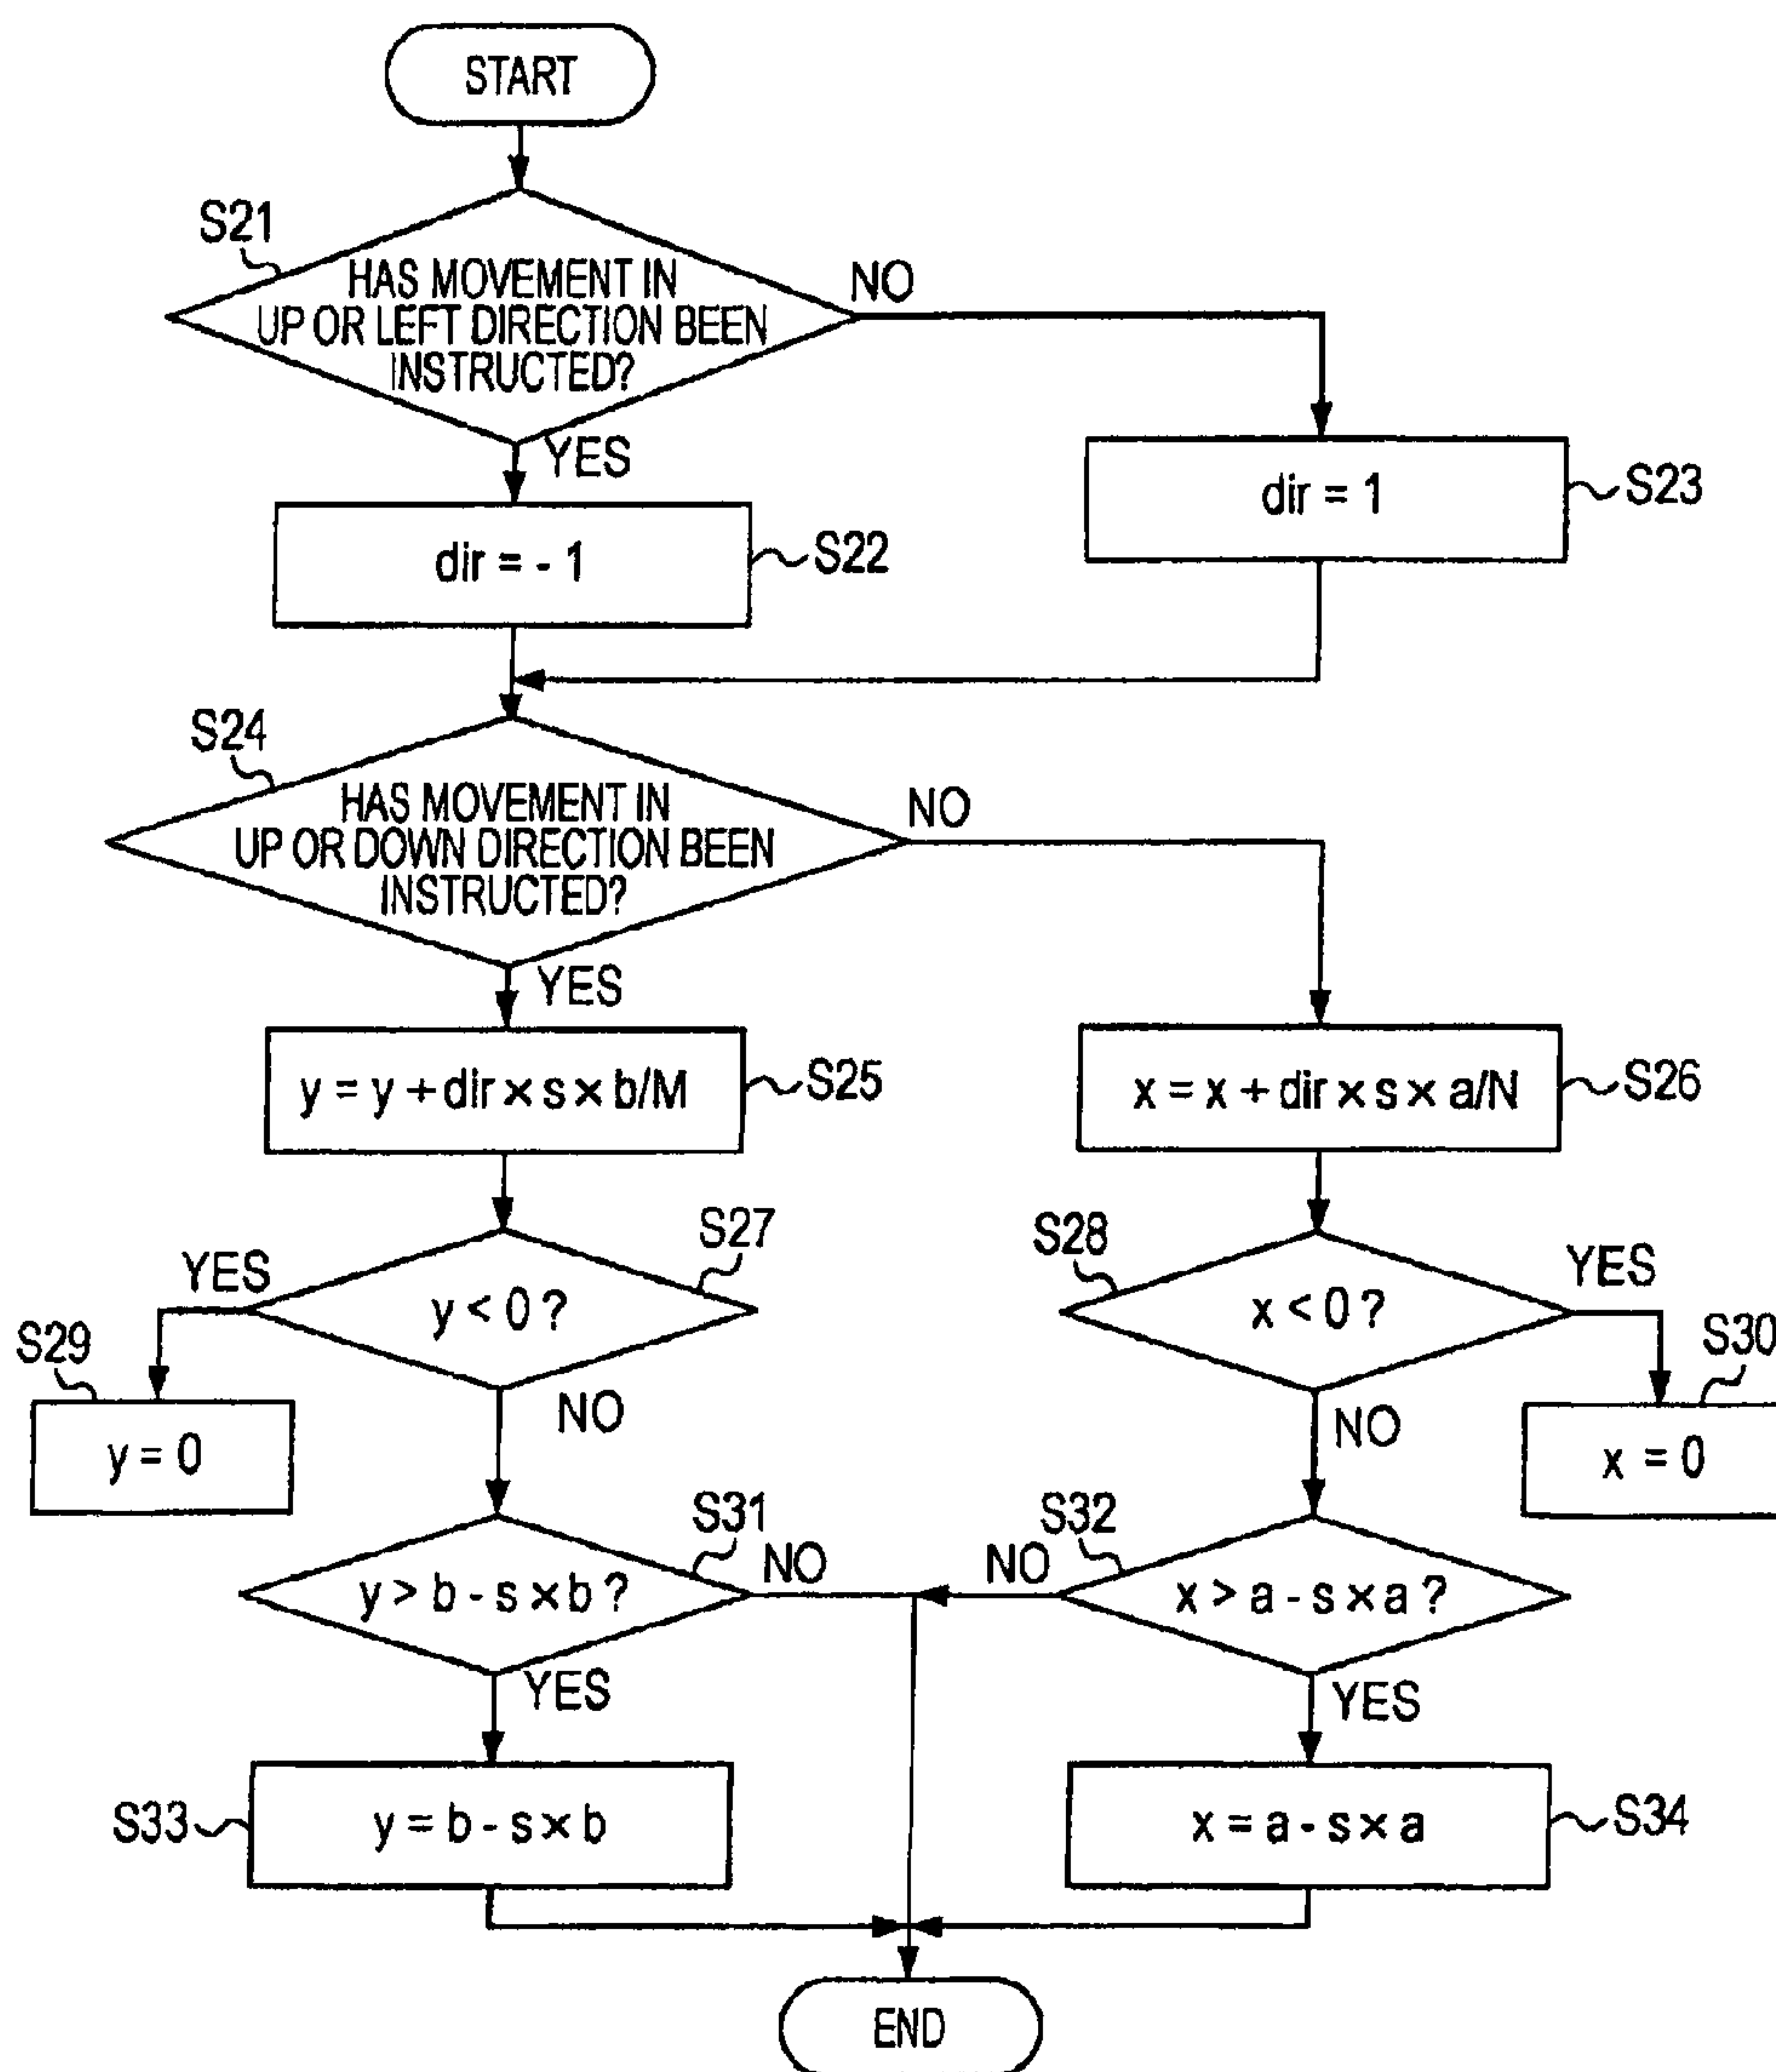 START
S21
HAS MOVEMENT IN
UP OR LEFT DIRECTION BEEN
INSTRUCTED?
NO
YES
dir = 1
S23
dir = - 1
S22
S24
HAS MOVEMENT IN
UP OR DOWN DIRECTION BEEN
INSTRUCTED?
NO
YES
y = y + dir × s × b/M
S25
x = x + dir × s × a/N
S26
S27
YES
y < 0 ?
NO
S28
YES
x < 0 ?
NO
S29
y = 0
S30
x = 0
S31
NO
y > b - s × b ?
YES
S32
NO
x > a - s × a ?
YES
S33
y = b - s × b
x = a - s × a
S34
END